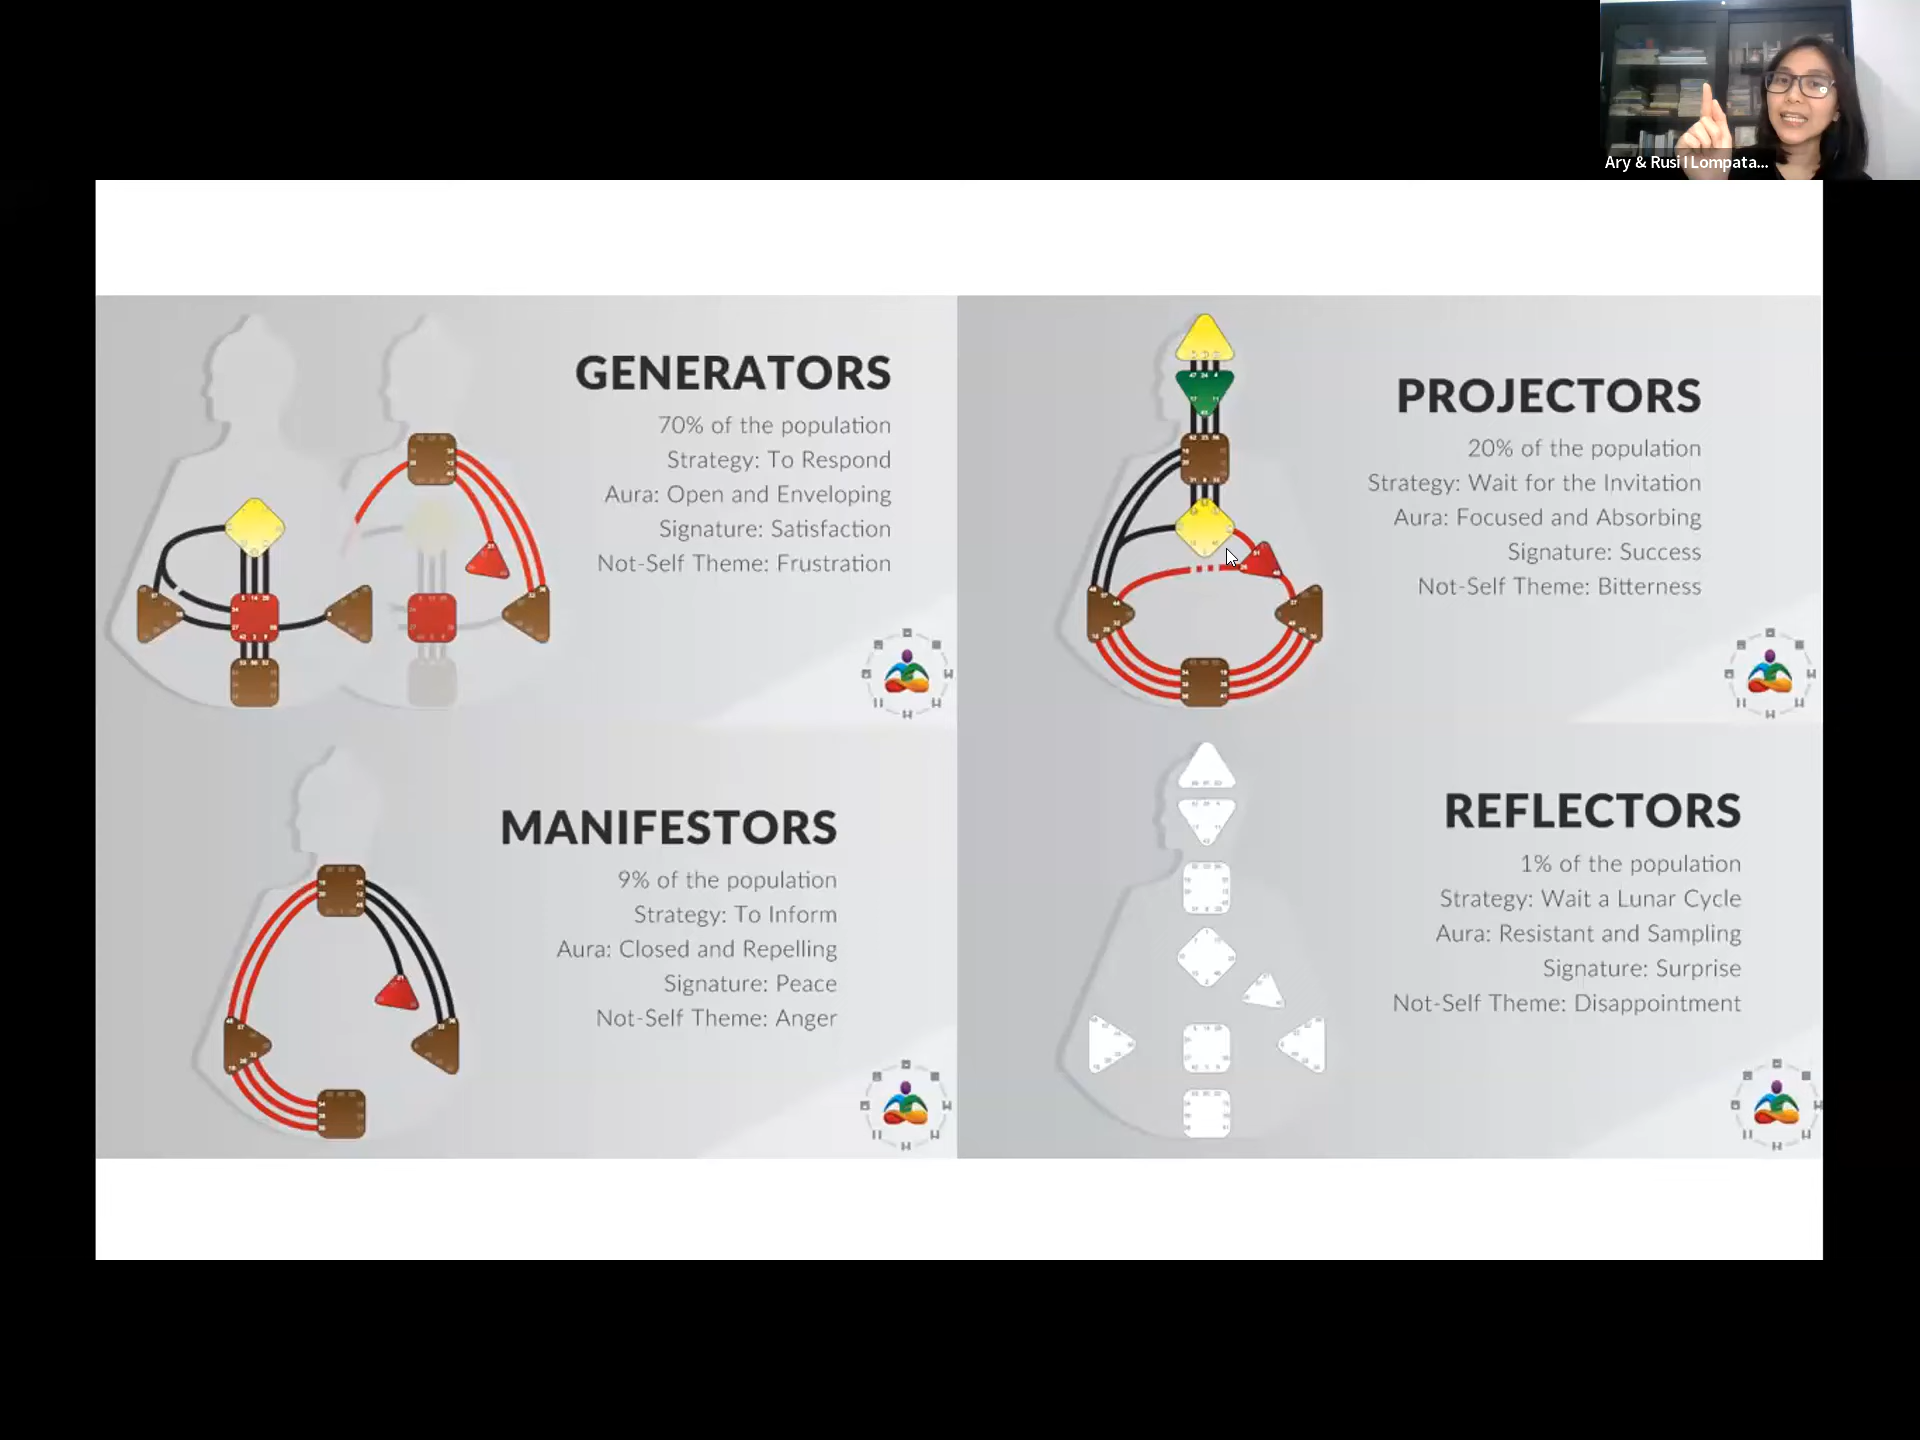 Ary & Rusi | Lompata...
GENERATORS
70% of the population
Strategy: To Respond
Aura: Open and Enveloping
Signature: Satisfaction
Not-Self Theme: Frustration
PROJECTORS
20% of the population
Strategy: Wait for the Invitation
Aura: Focused and Absorbing
Signature: Success
Not-Self Theme: Bitterness
MANIFESTORS
9% of the population
Strategy: To Inform
Aura: Closed and Repelling
Signature: Peace
Not-Self Theme: Anger
REFLECTORS
1% of the population
Strategy: Wait a Lunar Cycle
Aura: Resistant and Sampling
Signature: Surprise
Not-Self Theme: Disappointment